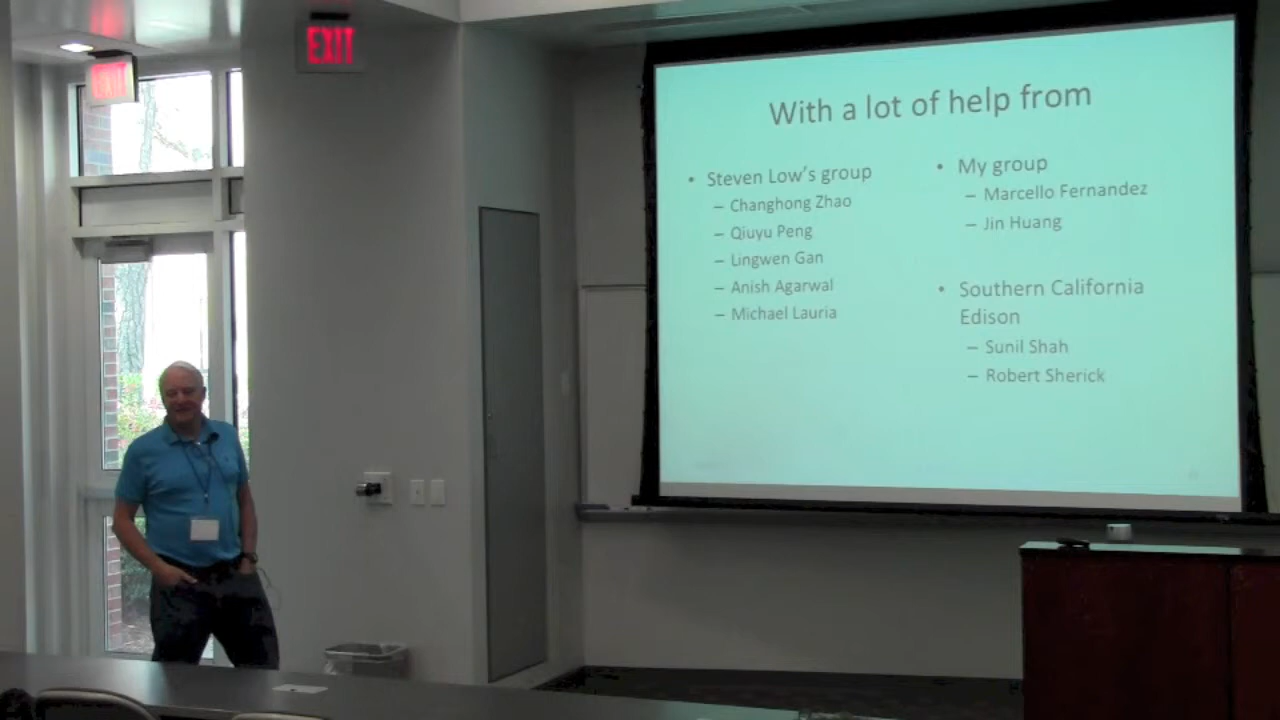 EXIT
EXIT
With a lot of help from
• Steven Low's group
– Changhong Zhao
– Qiuyu Peng
– Lingwen Gan
– Anish Agarwal
– Michael Lauria
• My group
– Marcello Fernandez
– Jin Huang
• Southern California
Edison
– Sunil Shah
– Robert Sherick